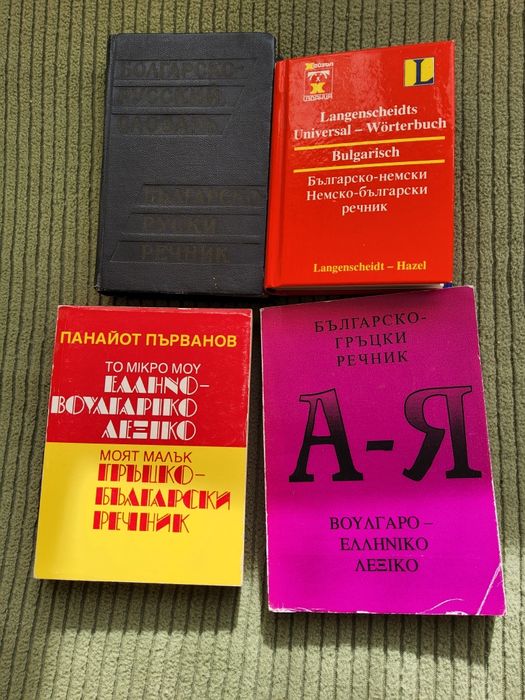 БОЛГАРСКО-
РУССКИЙ
СЛОВАРЬ
БЪЛГАРСКО-
РУСКИ
РЕЧНИК
Хейзъл
L
Langenscheidts
Universal – Wörterbuch
Bulgarisch
Българско-немски
Немско-български
речник
Langenscheidt – Hazel
ПАНАЙОТ ПЪРВАНОВ
ΤΟ ΜΙΚΡΟ ΜΟΥ
ΕΛΛΗΝΟ-
ΒΟΥΛΓΑΡΙΚΟ
ΛΕΞΙΚΟ
МОЯТ МАЛЪК
ГРЪЦКО-
БЪЛГАРСКИ
РЕЧНИК
БЪЛГАРСКО-
ГРЪЦКИ
РЕЧНИК
А-Я
ΒΟΥΛΓΑΡΟ –
ΕΛΛΗΝΙΚΟ
ΛΕΞΙΚΟ